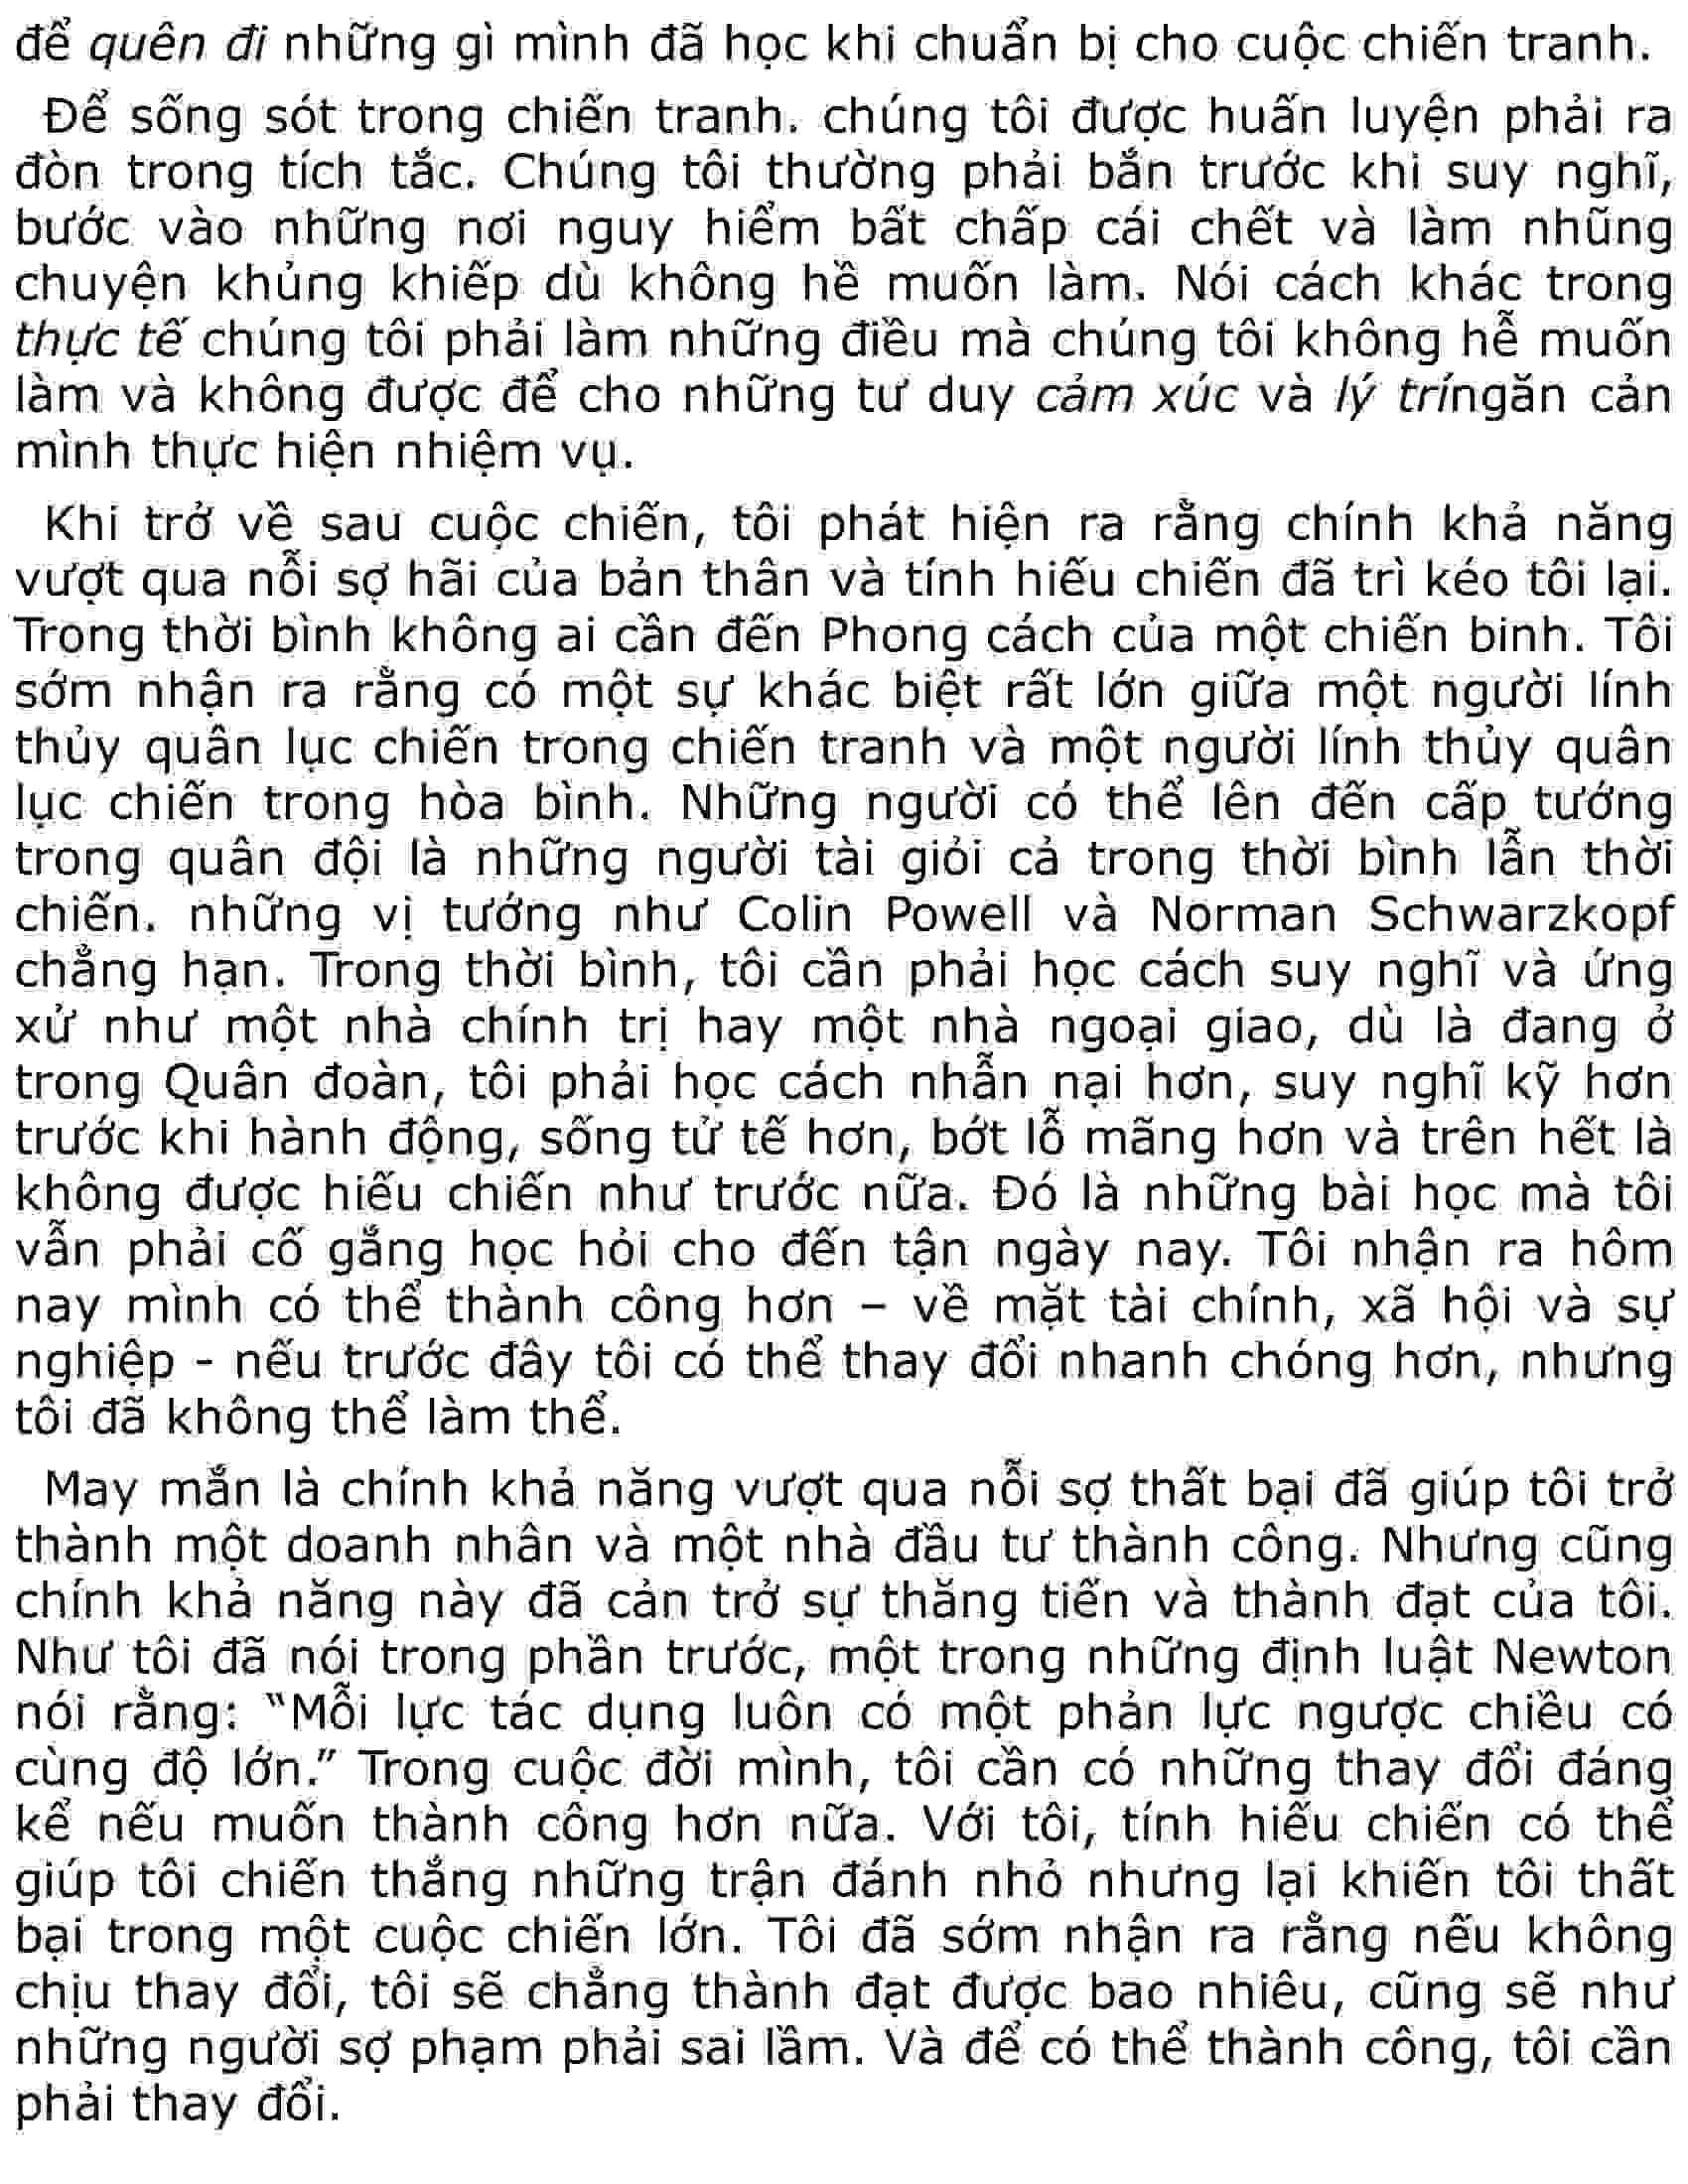 để quên đi những gì mình đã học khi chuẩn bị cho cuộc chiến tranh.
Để sống sót trong chiến tranh. chúng tôi được huấn luyện phải ra
đòn trong tích tắc. Chúng tôi thường phải bắn trước khi suy nghĩ,
bước vào những nơi nguy hiểm bất chấp cái chết và làm nhũng
chuyện khủng khiếp dù không hề muốn làm. Nói cách khác trong
thực tế chúng tôi phải làm những điều mà chúng tôi không hễ muốn
làm và không được để cho những tư duy cảm xúc và lý tríngăn cản
mình thực hiện nhiệm vụ.
Khi trở về sau cuộc chiến, tôi phát hiện ra rằng chính khả năng
vượt qua nỗi sợ hãi của bản thân và tính hiếu chiến đã trì kéo tôi lại.
Trong thời bình không ai cần đến Phong cách của một chiến binh. Tôi
sớm nhận ra rằng có một sự khác biệt rất lớn giữa một người lính
thủy quân lục chiến trong chiến tranh và một người lính thủy quân
lục chiến trong hòa bình. Những người có thể lên đến cấp tướng
trong quân đội là những người tài giỏi cả trong thời bình lẫn thời
chiến. những vị tướng như Colin Powell và Norman Schwarzkopf
chẳng hạn. Trong thời bình, tôi cần phải học cách suy nghĩ và ứng
xử như một nhà chính trị hay một nhà ngoại giao, dù là đang ở
trong Quân đoàn, tôi phải học cách nhẫn nại hơn, suy nghĩ kỹ hơn
trước khi hành động, sống tử tế hơn, bớt lỗ mãng hơn và trên hết là
không được hiếu chiến như trước nữa. Đó là những bài học mà tôi
vẫn phải cố gắng học hỏi cho đến tận ngày nay. Tôi nhận ra hôm
nay mình có thể thành công hơn – về mặt tài chính, xã hội và sự
nghiệp - nếu trước đây tôi có thể thay đổi nhanh chóng hơn, nhưng
tôi đã không thể làm thể.
May mắn là chính khả năng vượt qua nỗi sợ thất bại đã giúp tôi trở
thành một doanh nhân và một nhà đầu tư thành công. Nhưng cũng
chính khả năng này đã cản trở sự thăng tiến và thành đạt của tôi.
Như tôi đã nói trong phần trước, một trong những định luật Newton
nói rằng: “Mỗi lực tác dụng luôn có một phản lực ngược chiều có
cùng độ lớn.” Trong cuộc đời mình, tôi cần có những thay đổi đáng
kể nếu muốn thành công hơn nữa. Với tôi, tính hiếu chiến có thể
giúp tôi chiến thắng những trận đánh nhỏ nhưng lại khiến tôi thất
bại trong một cuộc chiến lớn. Tôi đã sớm nhận ra rằng nếu không
chịu thay đổi, tôi sẽ chẳng thành đạt được bao nhiêu, cũng sẽ như
những người sợ phạm phải sai lầm. Và để có thể thành công, tôi cần
phải thay đổi.